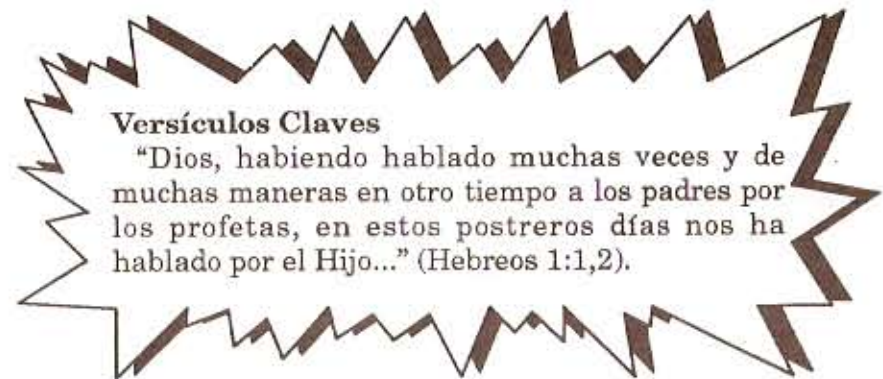 Versículos Claves
“Dios, habiendo hablado muchas veces y de
muchas maneras en otro tiempo a los padres por
los profetas, en estos postreros días nos ha
hablado por el Hijo...” (Hebreos 1:1,2).